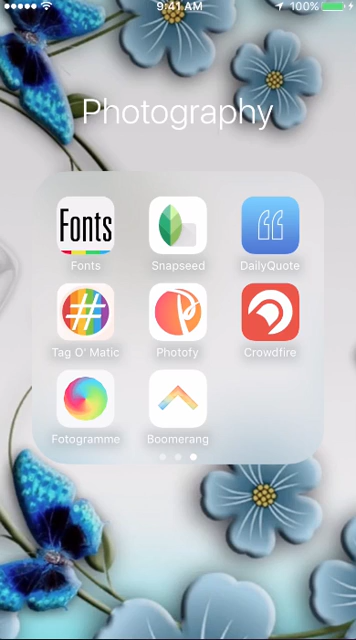 9:41 AM 100%
Photography
Fonts
Fonts Snapseed DailyQuote
#
Tag O' Matic Photofy Crowdfire
Fotogramme Boomerang